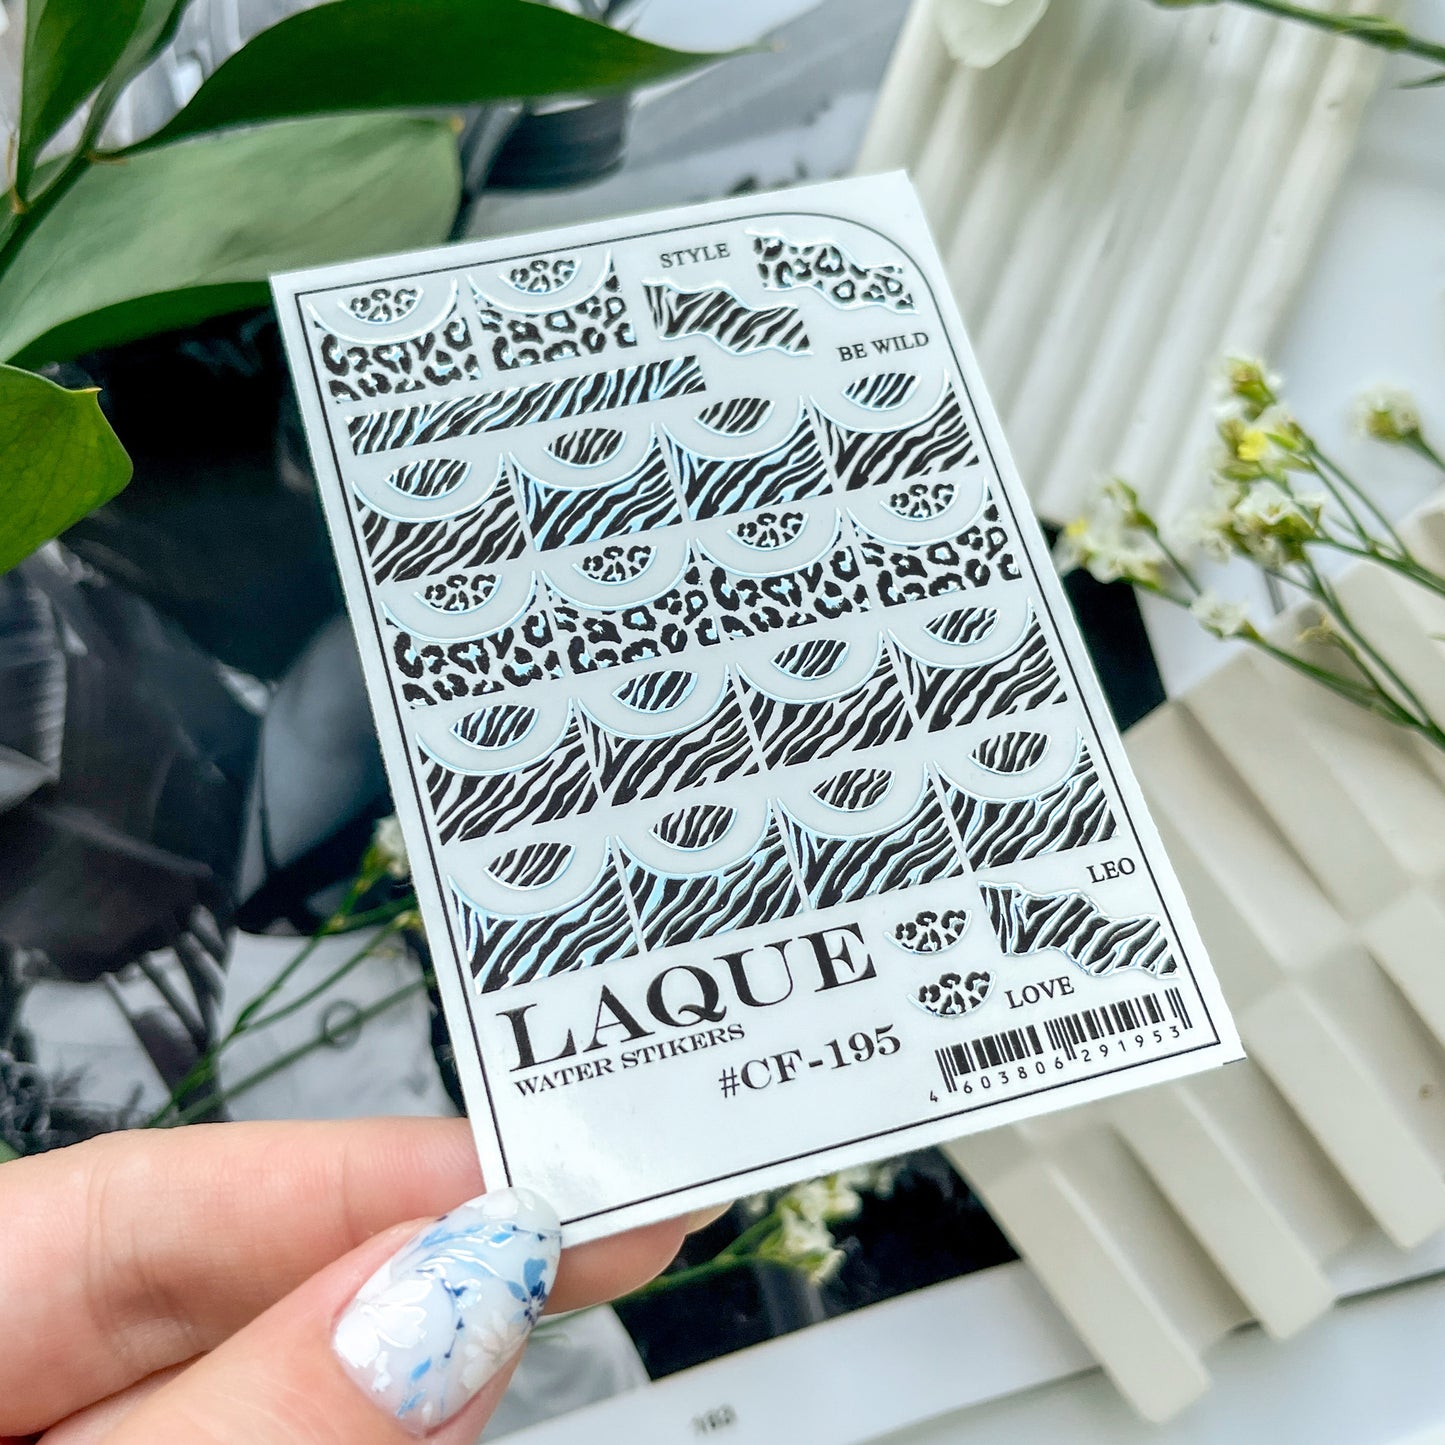 STYLE
BE WILD
LEO
LOVE
LAQUE
WATER STIKERS
#CF-195
4 603806 291953